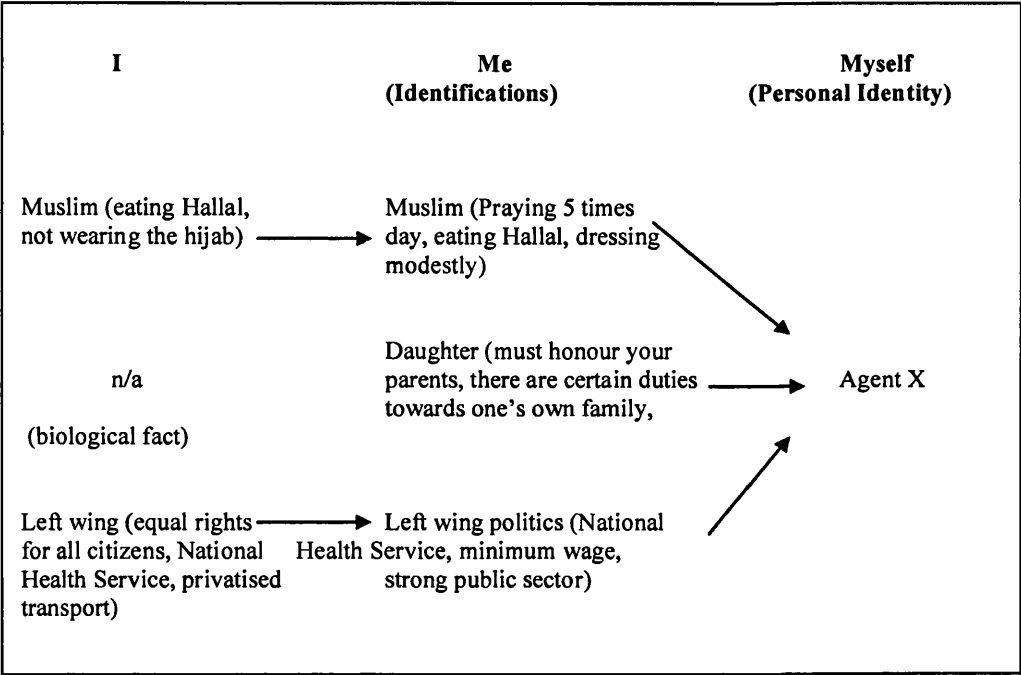 I
Me
(Identifications)
Myself
(Personal Identity)
Muslim (eating Hallal,
not wearing the hijab)
Muslim (Praying 5 times
day, eating Hallal, dressing
modestly)
n/a
(biological fact)
Daughter (must honour your
parents, there are certain duties
towards one's own family,
Agent X
Left wing (equal rights
for all citizens, National
Health Service, privatised
transport)
Left wing politics (National
Health Service, minimum wage,
strong public sector)